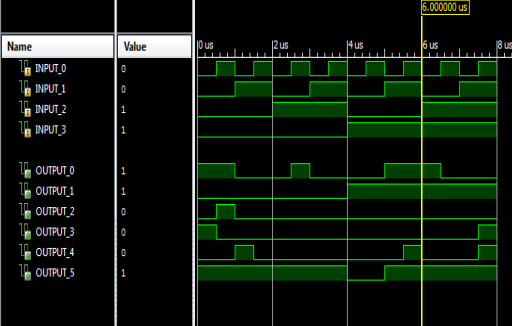 6.000000 us
Name Value 0 us 2 us 4 us 6 us 8 us
INPUT_0 0
INPUT_1 0
INPUT_2 1
INPUT_3 1
OUTPUT_0 1
OUTPUT_1 1
OUTPUT_2 0
OUTPUT_3 0
OUTPUT_4 0
OUTPUT_5 1